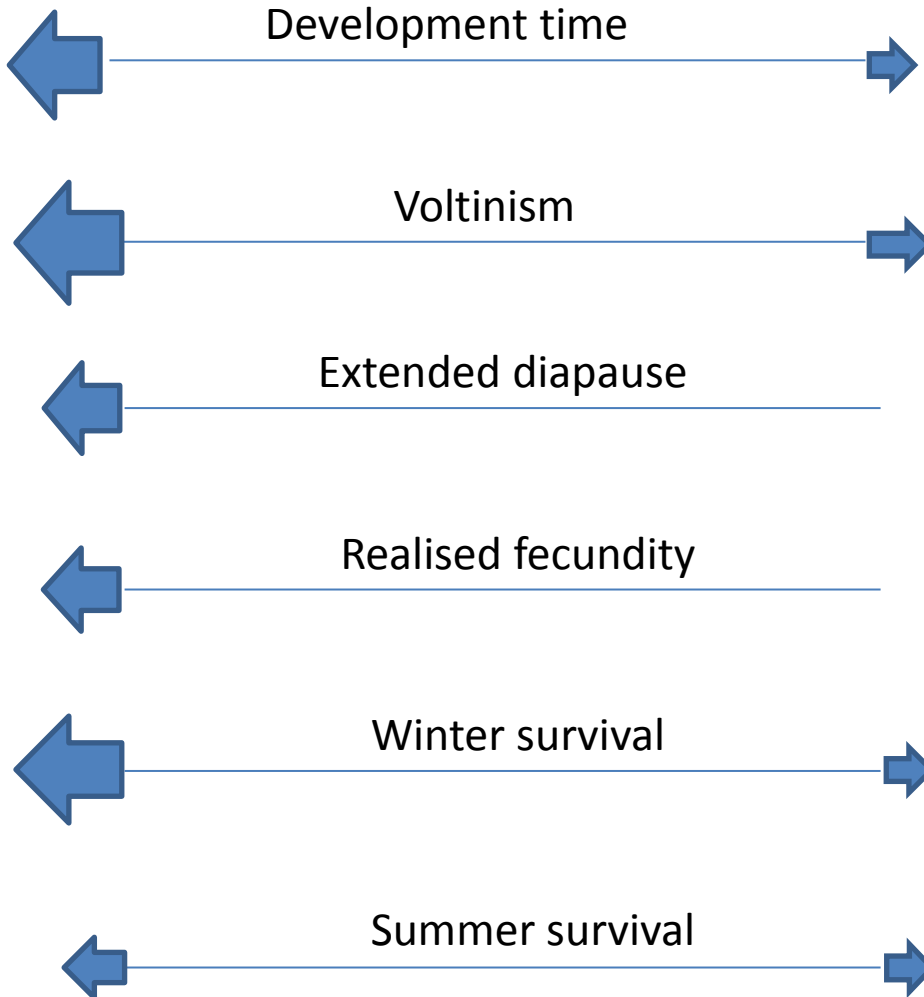 Development time
Voltinism
Extended diapause
Realised fecundity
Winter survival
Summer survival